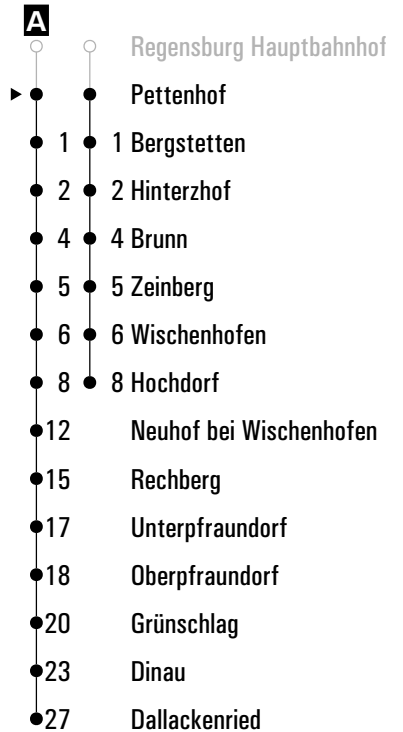 A
Regensburg Hauptbahnhof
Pettenhof
1 1 Bergstetten
2 2 Hinterzhof
4 4 Brunn
5 5 Zeinberg
6 6 Wischenhofen
8 8 Hochdorf
12 Neuhof bei Wischenhofen
15 Rechberg
17 Unterpfraundorf
18 Oberpfraundorf
20 Grünschlag
23 Dinau
27 Dallackenried